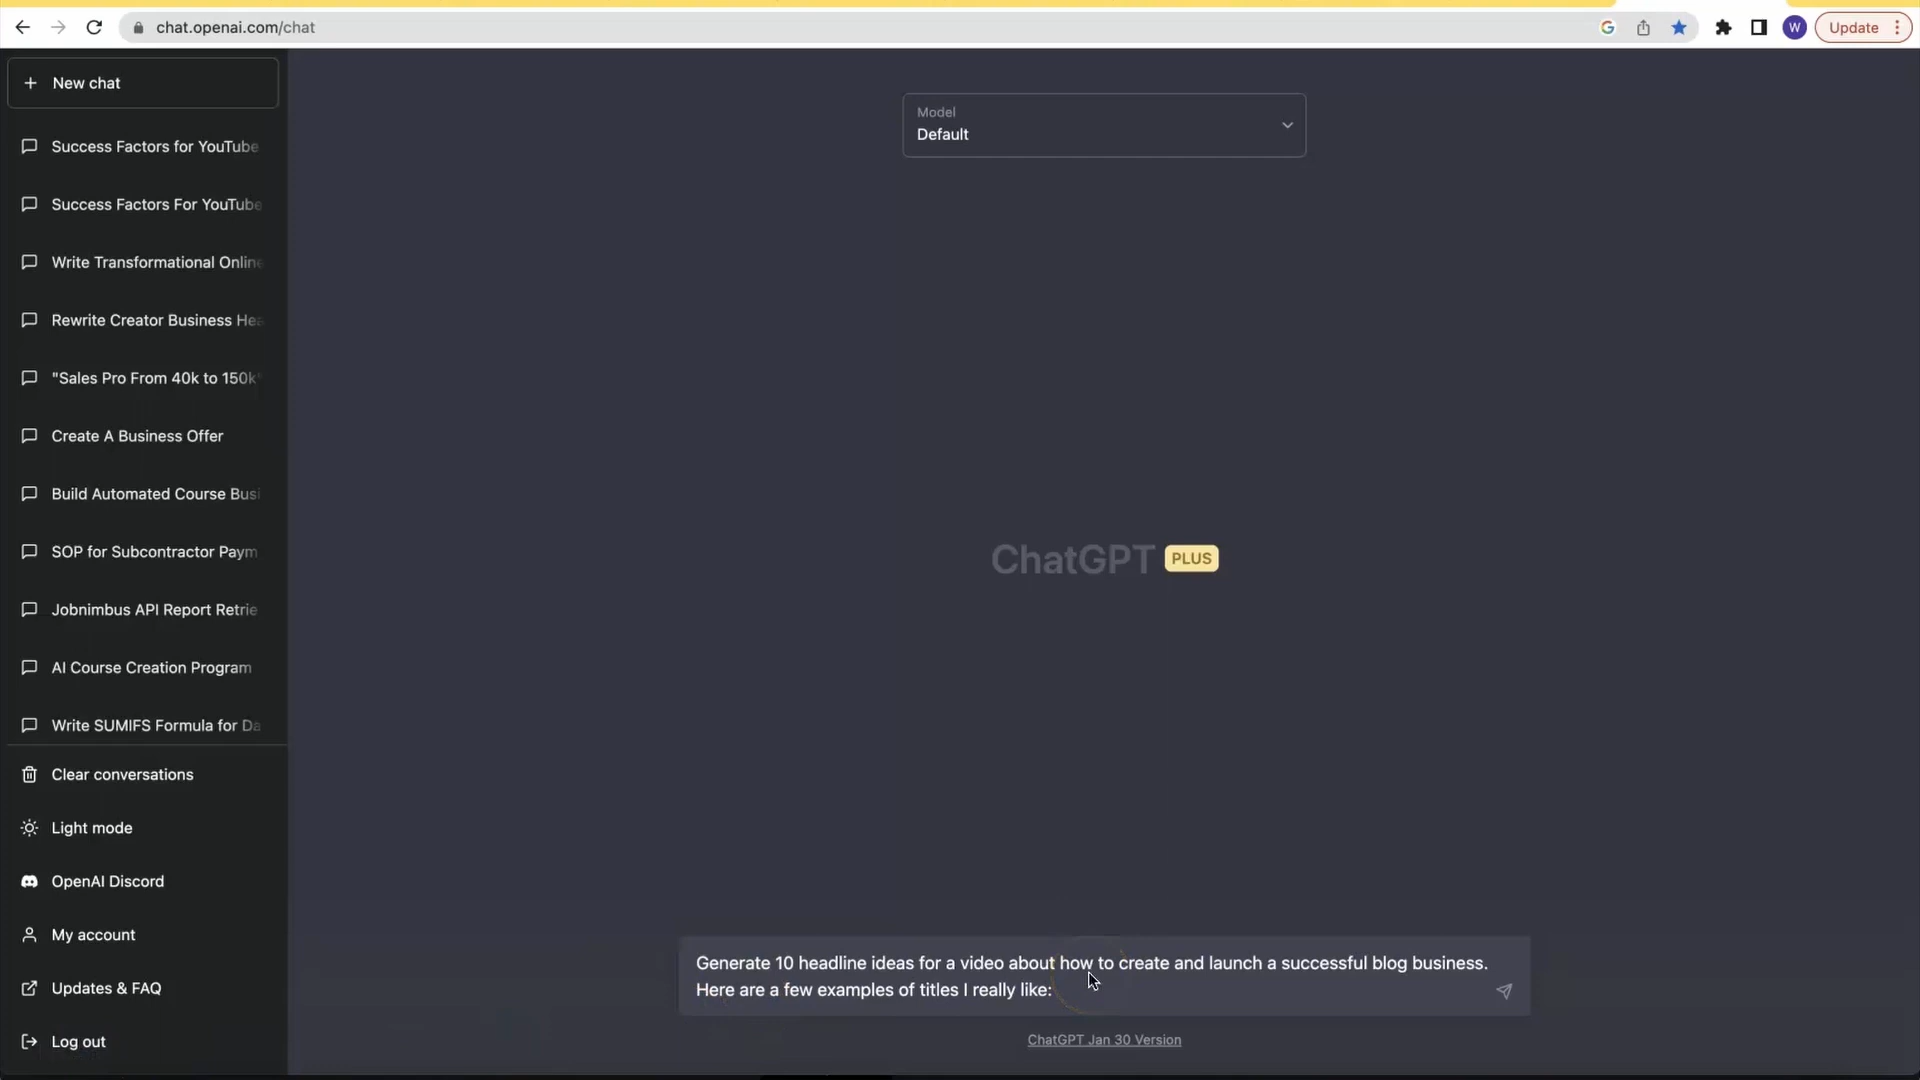 chat.openai.com/chat
W
Update
New chat
Success Factors for YouTube
Success Factors For YouTube
Write Transformational Online
Rewrite Creator Business Hea
"Sales Pro From 40k to 150k"
Create A Business Offer
Build Automated Course Busi
SOP for Subcontractor Paym
Jobnimbus API Report Retrie
AI Course Creation Program
Write SUMIFS Formula for Da
Clear conversations
Light mode
OpenAI Discord
My account
Updates & FAQ
Log out
Model
Default
ChatGPT PLUS
Generate 10 headline ideas for a video about how to create and launch a successful blog business.
Here are a few examples of titles I really like:
ChatGPT Jan 30 Version